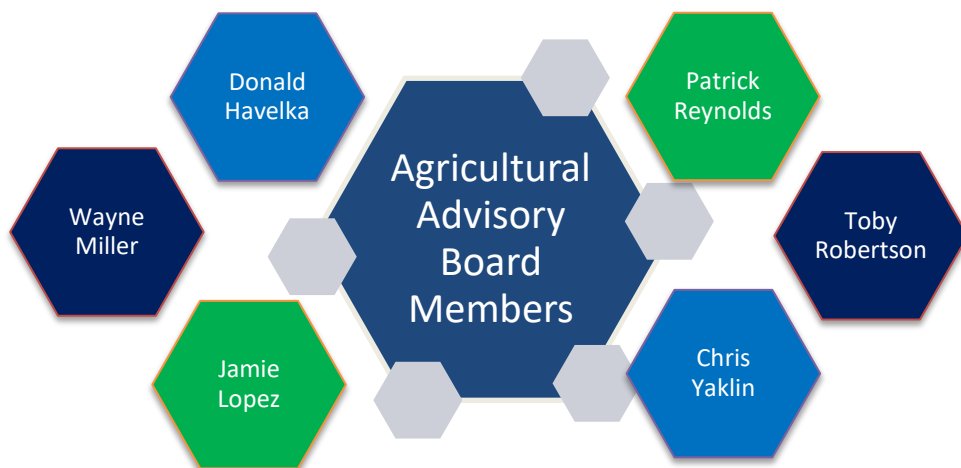 Donald
Havelka
Patrick
Reynolds
Agricultural
Advisory
Board
Members
Wayne
Miller
Toby
Robertson
Jamie
Lopez
Chris
Yaklin